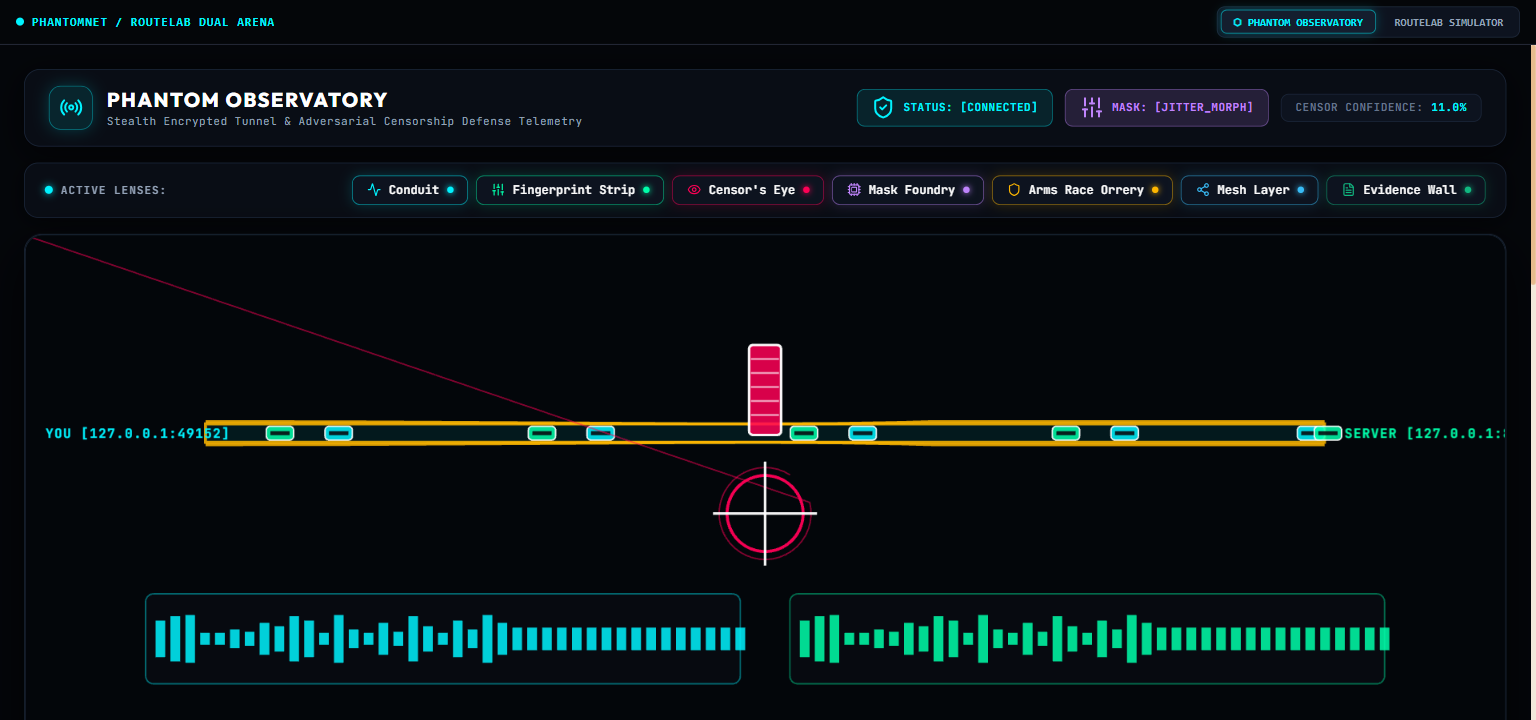 PHANTOMNET / ROUTELAB DUAL ARENA
PHANTOM OBSERVATORY
ROUTELAB SIMULATOR
PHANTOM OBSERVATORY
Stealth Encrypted Tunnel & Adversarial Censorship Defense Telemetry
STATUS: [CONNECTED]
MASK: [JITTER_MORPH]
CENSOR CONFIDENCE: 11.0%
ACTIVE LENSES:
Conduit
Fingerprint Strip
Censor's Eye
Mask Foundry
Arms Race Orrery
Mesh Layer
Evidence Wall
YOU [127.0.0.1:49152]
SERVER [127.0.0.1: